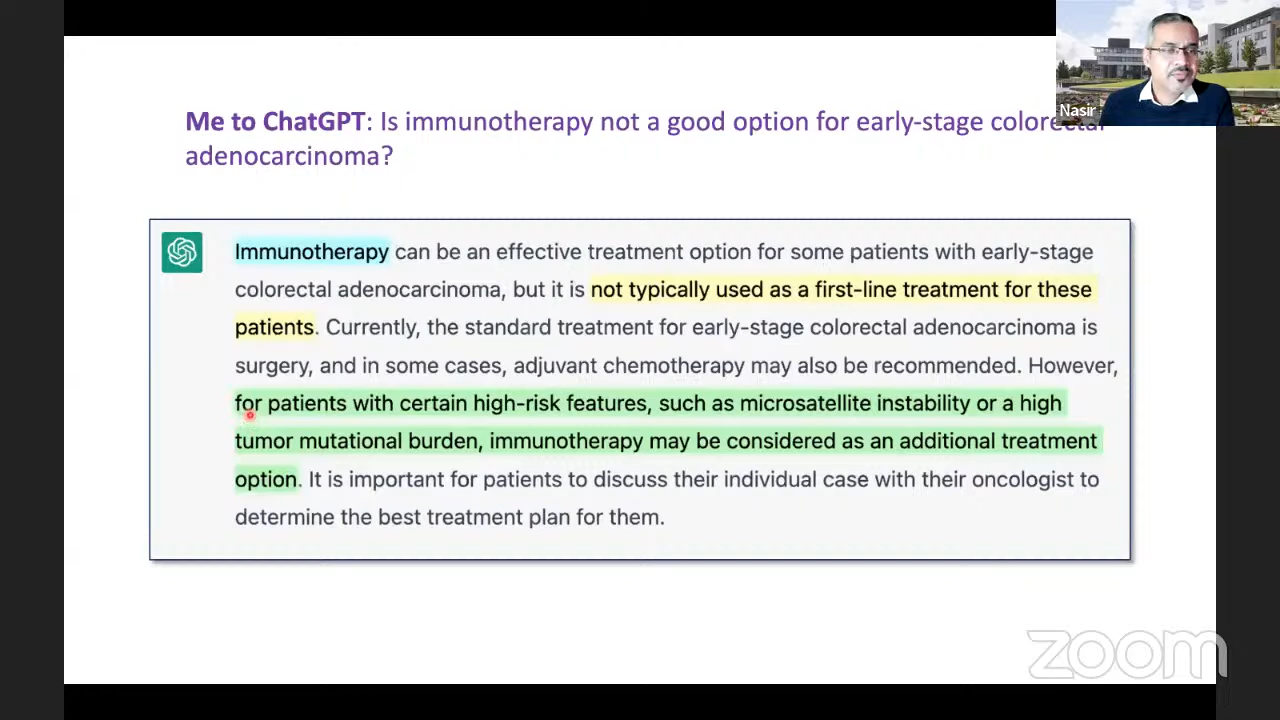 Me to ChatGPT: Is immunotherapy not a good option for early-stage colorectal
adenocarcinoma?
Nasir
Immunotherapy can be an effective treatment option for some patients with early-stage
colorectal adenocarcinoma, but it is not typically used as a first-line treatment for these
patients. Currently, the standard treatment for early-stage colorectal adenocarcinoma is
surgery, and in some cases, adjuvant chemotherapy may also be recommended. However,
for patients with certain high-risk features, such as microsatellite instability or a high
tumor mutational burden, immunotherapy may be considered as an additional treatment
option. It is important for patients to discuss their individual case with their oncologist to
determine the best treatment plan for them.
zoom